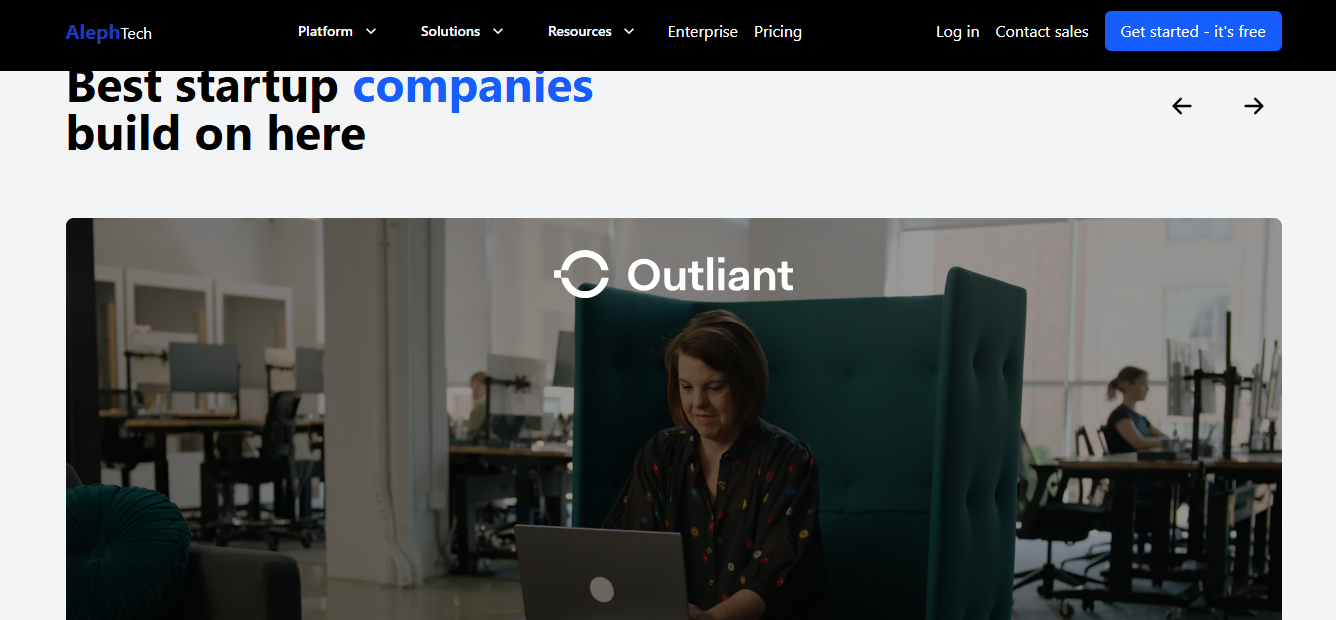 AlephTech Platform Solutions Resources Enterprise Pricing Log in Contact sales Get started - it's free
Best startup companies
build on here
Outliant